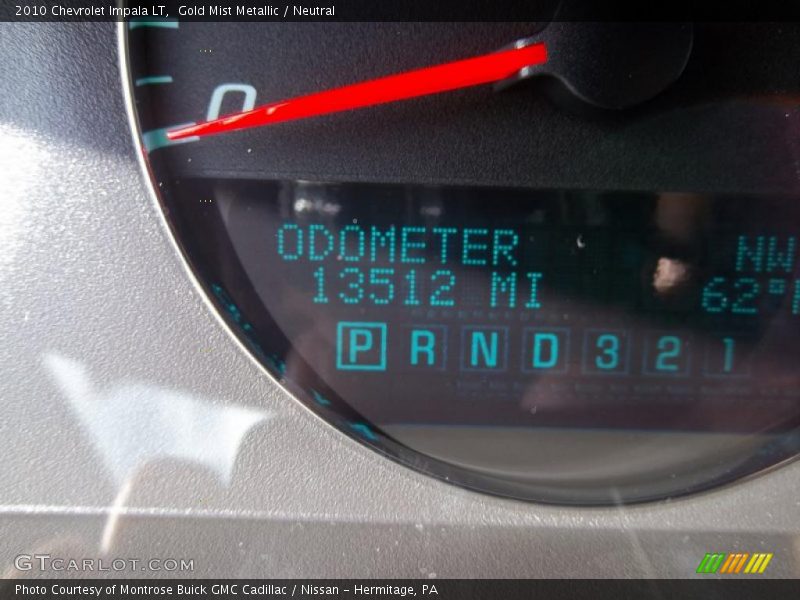 2010 Chevrolet Impala LT, Gold Mist Metallic / Neutral
0
ODOMETER NW
13512 MI 62°F
P R N D 3 2 1
GTCARLOT.COM
Photo Courtesy of Montrose Buick GMC Cadillac / Nissan - Hermitage, PA